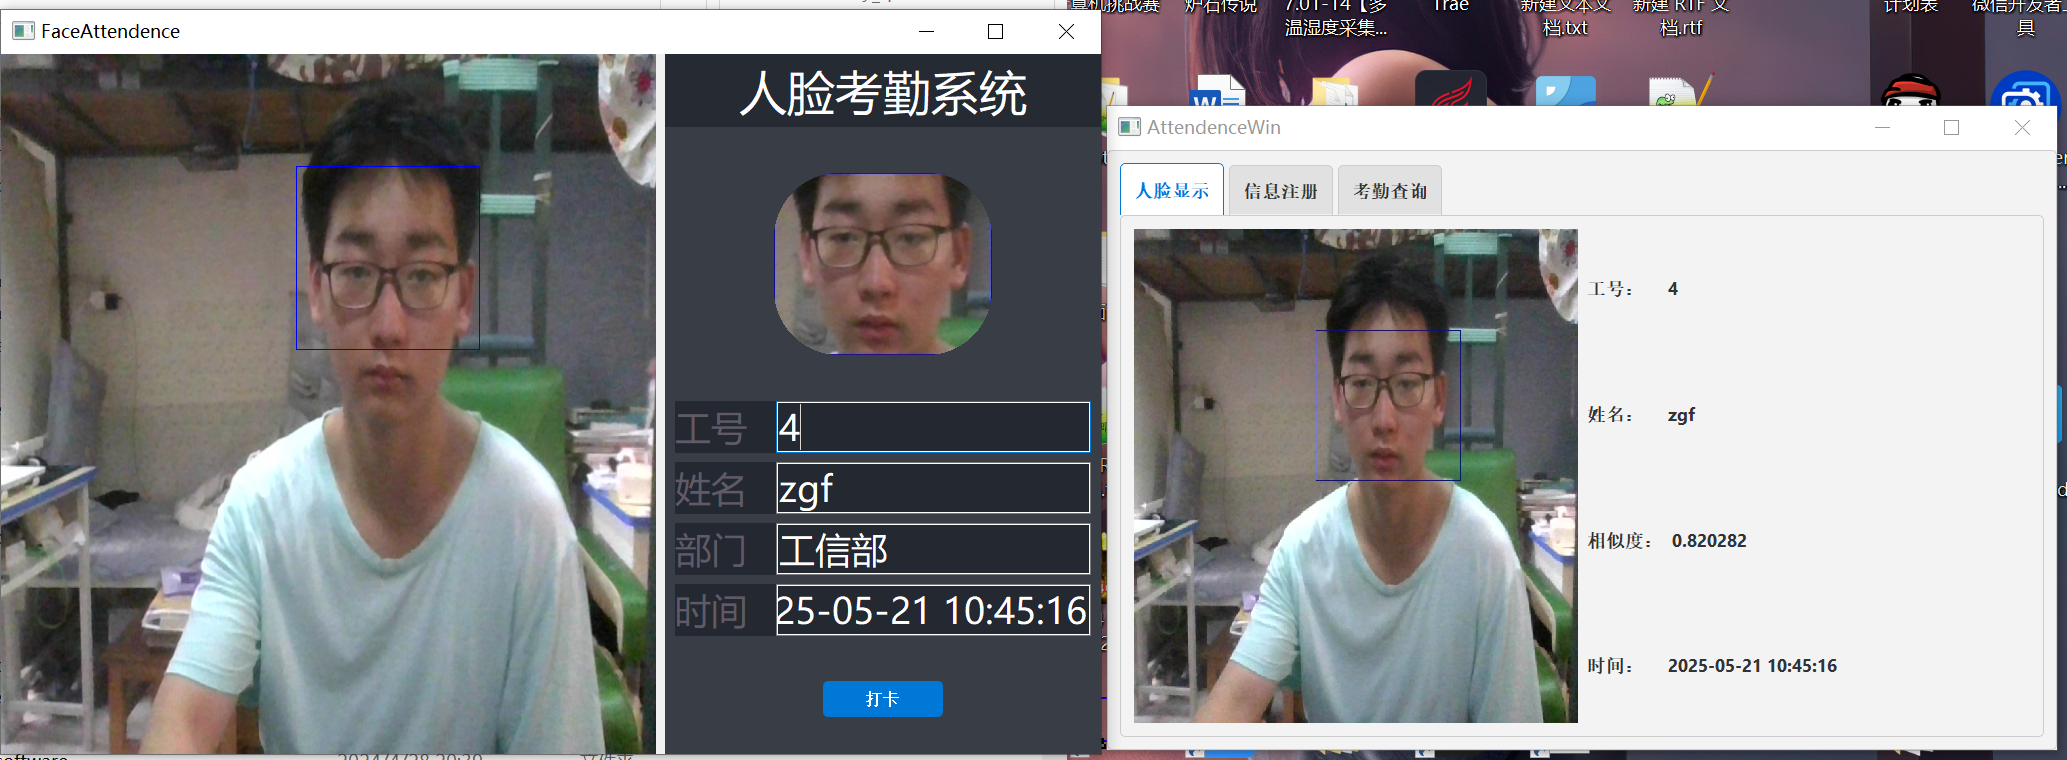 FaceAttendence
人脸考勤系统
工号 4
姓名 zgf
部门 工信部
时间 25-05-21 10:45:16
打卡
算机挑战赛
炉石传说
7.01-14【多
温湿度采集...
Trae
新建文本文
档.txt
新建 RTF 文
档.rtf
计划表
微信开发者工
具
AttendenceWin
人脸显示 信息注册 考勤查询
工号: 4
姓名: zgf
相似度: 0.820282
时间: 2025-05-21 10:45:16